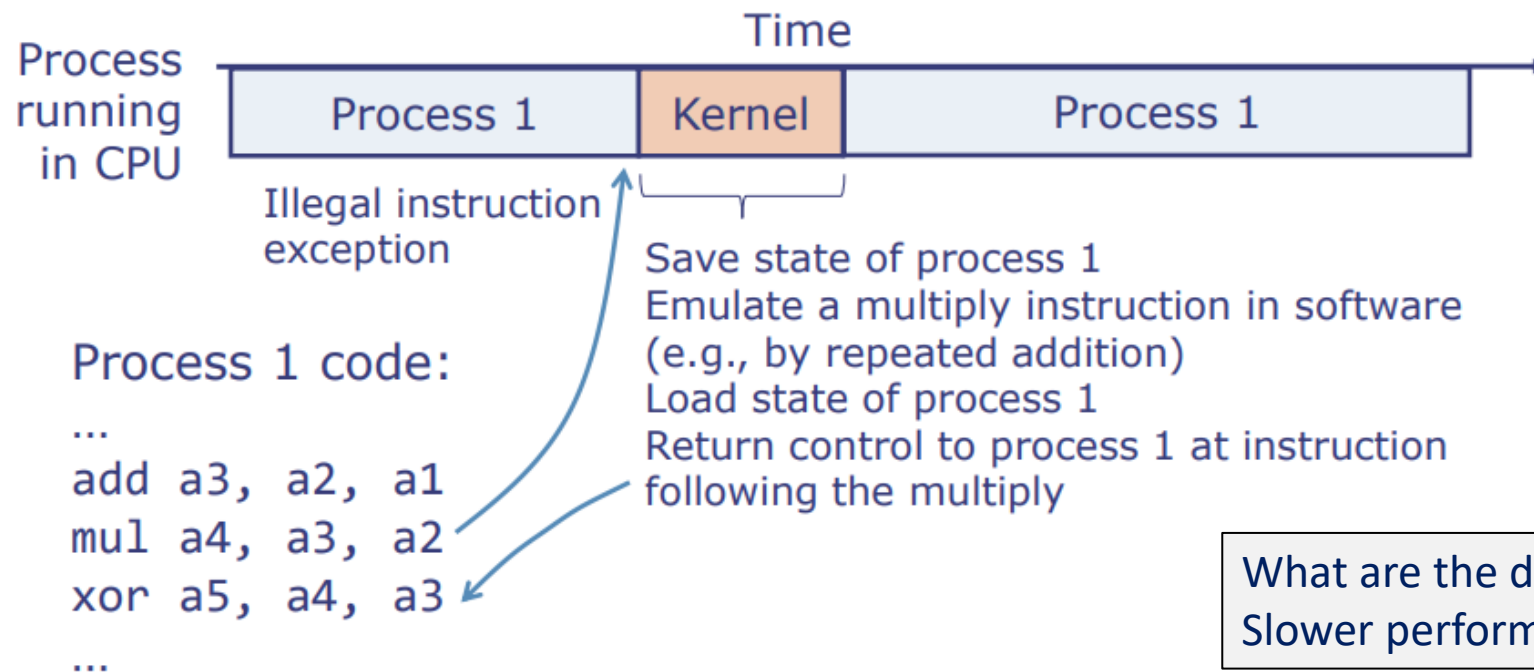 Time
Process
running
in CPU
Process 1
Kernel
Process 1
Illegal instruction
exception
Save state of process 1
Emulate a multiply instruction in software
(e.g., by repeated addition)
Load state of process 1
Return control to process 1 at instruction
following the multiply
Process 1 code:
...
add a3, a2, a1
mul a4, a3, a2
xor a5, a4, a3
...
What are the
Slower